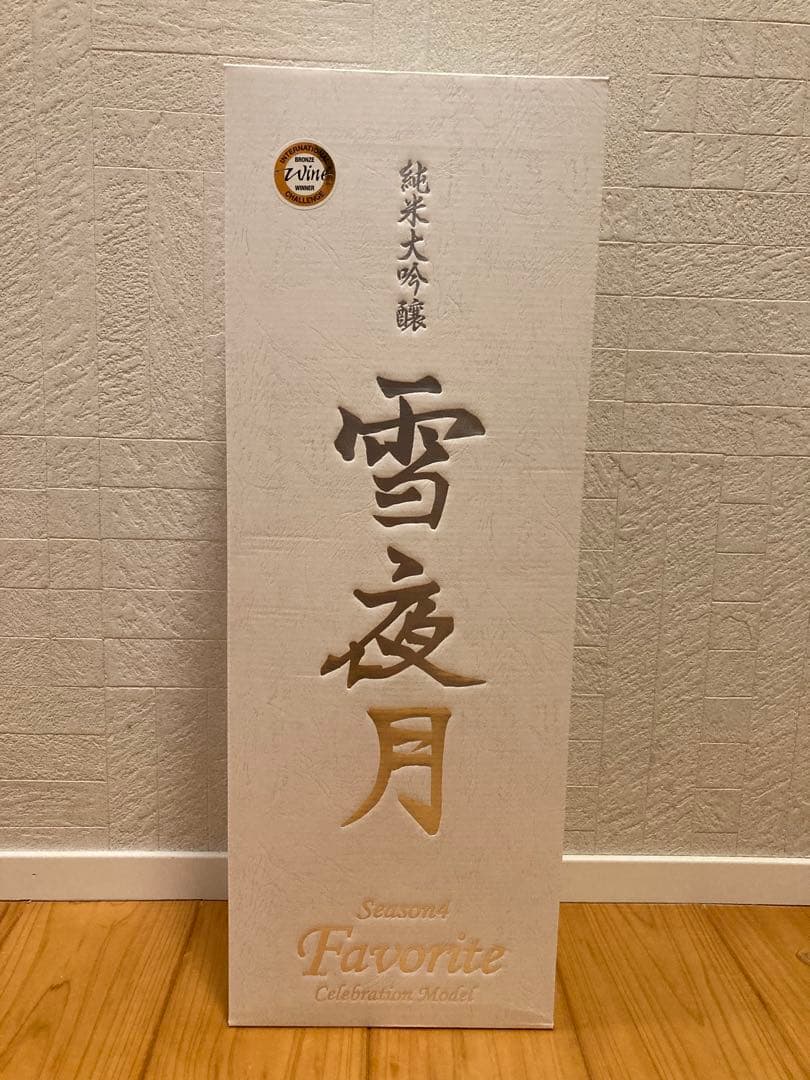 INTERNATIONAL
BRONZE
Wine
WINNER
CHALLENGE
純米大吟醸
雪夜月
Season4
Favorite
Celebration Model